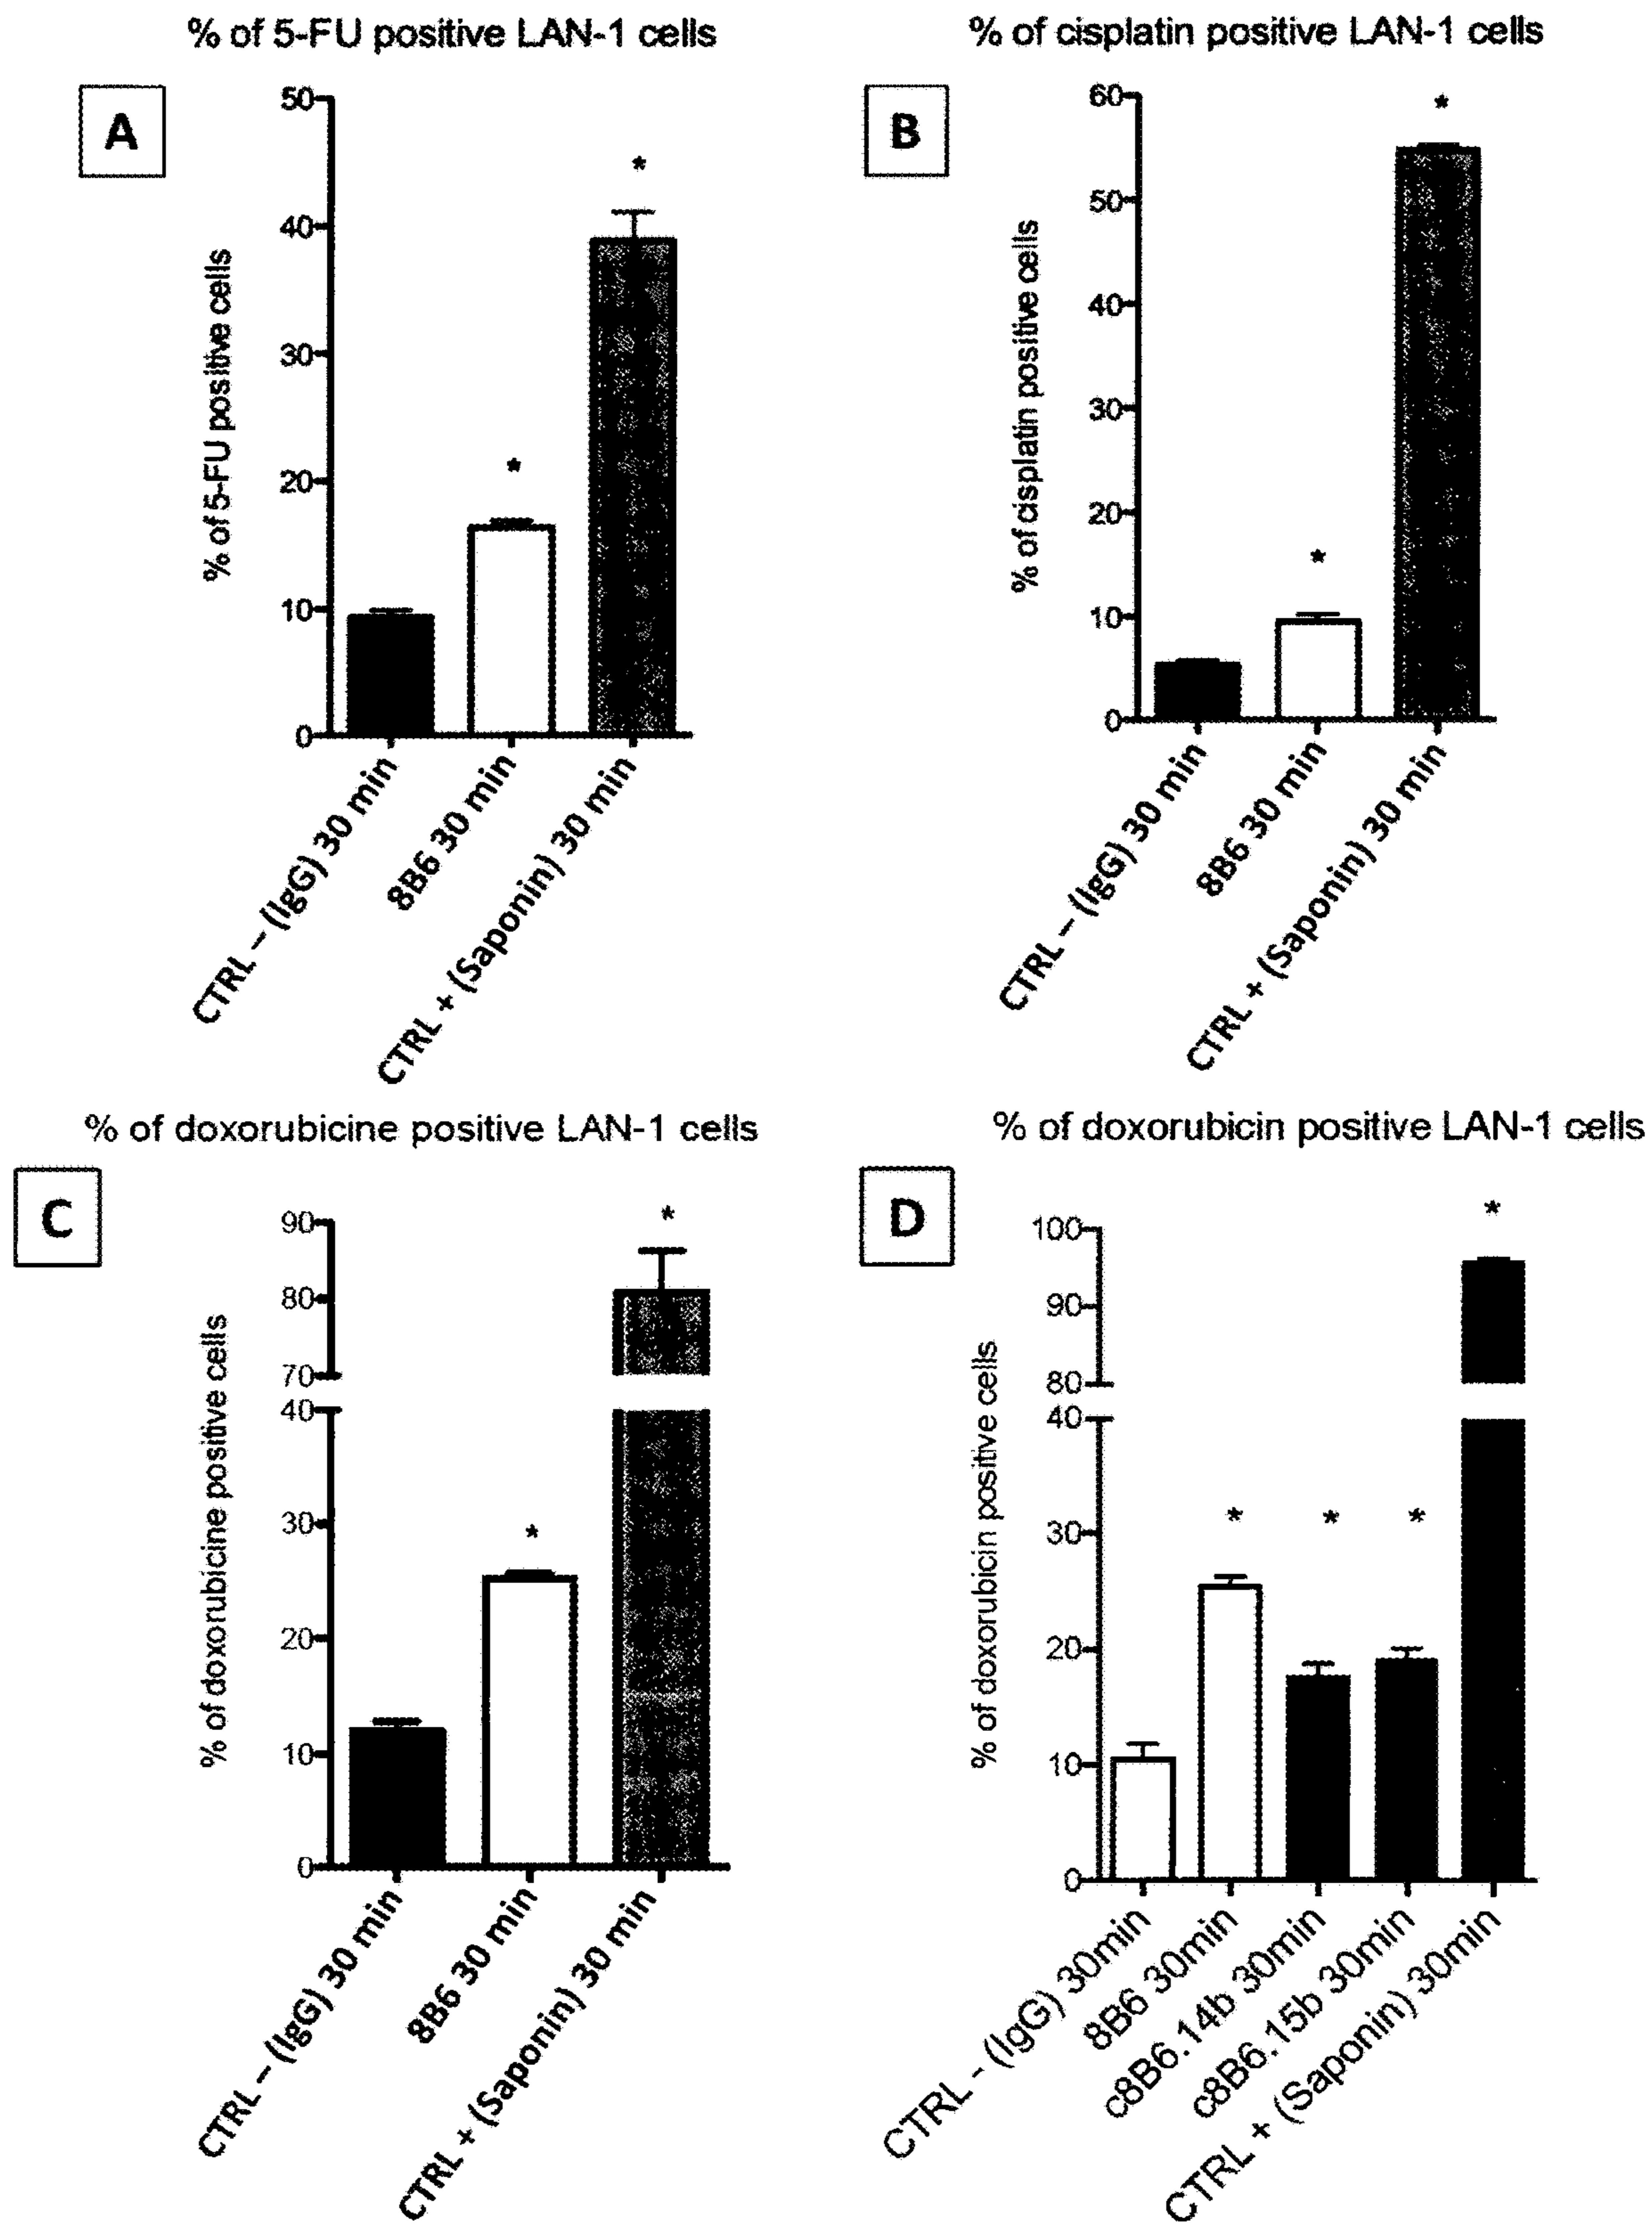 % of 5-FU positive LAN-1 cells
A
% of 5-FU positive cells
50
40
30
20
10
0
*
*
CTRL – (IgG) 30 min
8B6 30 min
CTRL + (Saponin) 30 min
% of cisplatin positive LAN-1 cells
B
% of cisplatin positive cells
60
50
40
30
20
10
0
*
*
CTRL – (IgG) 30 min
8B6 30 min
CTRL + (Saponin) 30 min
% of doxorubicine positive LAN-1 cells
C
% of doxorubicine positive cells
90
80
70
40
30
20
10
0
*
*
CTRL – (IgG) 30 min
8B6 30 min
CTRL + (Saponin) 30 min
% of doxorubicin positive LAN-1 cells
D
% of doxorubicin positive cells
100
90
80
40
30
20
10
0
*
*
*
*
CTRL - (IgG) 30min
8B6 30min
c8B6.14b 30min
c8B6.15b 30min
CTRL + (Saponin) 30min